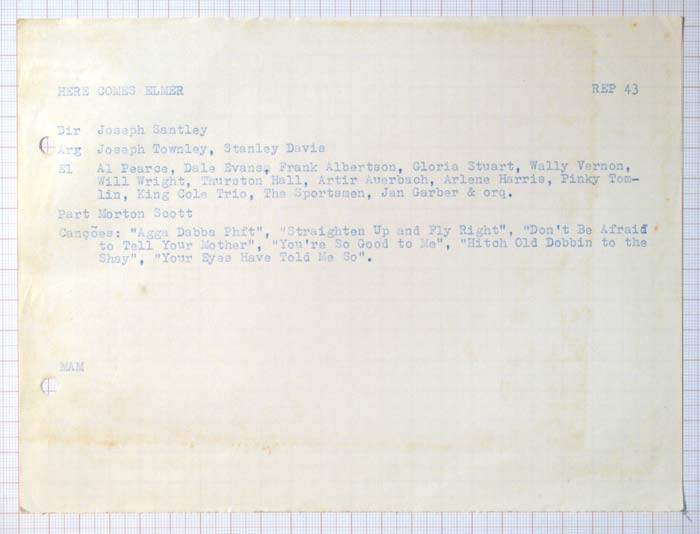 HERE COMES ELMER REP 43
Dir Joseph Santley
Arg Joseph Townley, Stanley Davis
El Al Pearce, Dale Evans, Frank Albertson, Gloria Stuart, Wally Vernon,
Will Wright, Thurston Hall, Artir Auerbach, Arlene Harris, Pinky Tom-
lin, King Cole Trio, The Sportsmen, Jan Garber & orq.
Part Morton Scott
Canções: "Agga Dabba Phft", "Straighten Up and Fly Right", "Don't Be Afraid
to Tell Your Mother", "You're So Good to Me", "Hitch Old Dobbin to the
Shay", "Your Eyes Have Told Me So".
MAM